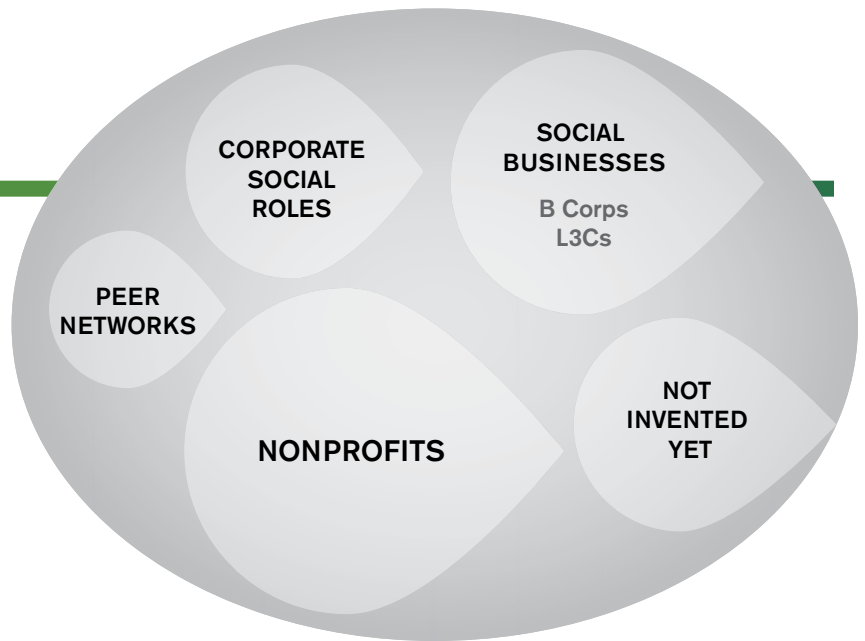 CORPORATE
SOCIAL
ROLES
SOCIAL
BUSINESSES
B Corps
L3Cs
PEER
NETWORKS
NONPROFITS
NOT
INVENTED
YET